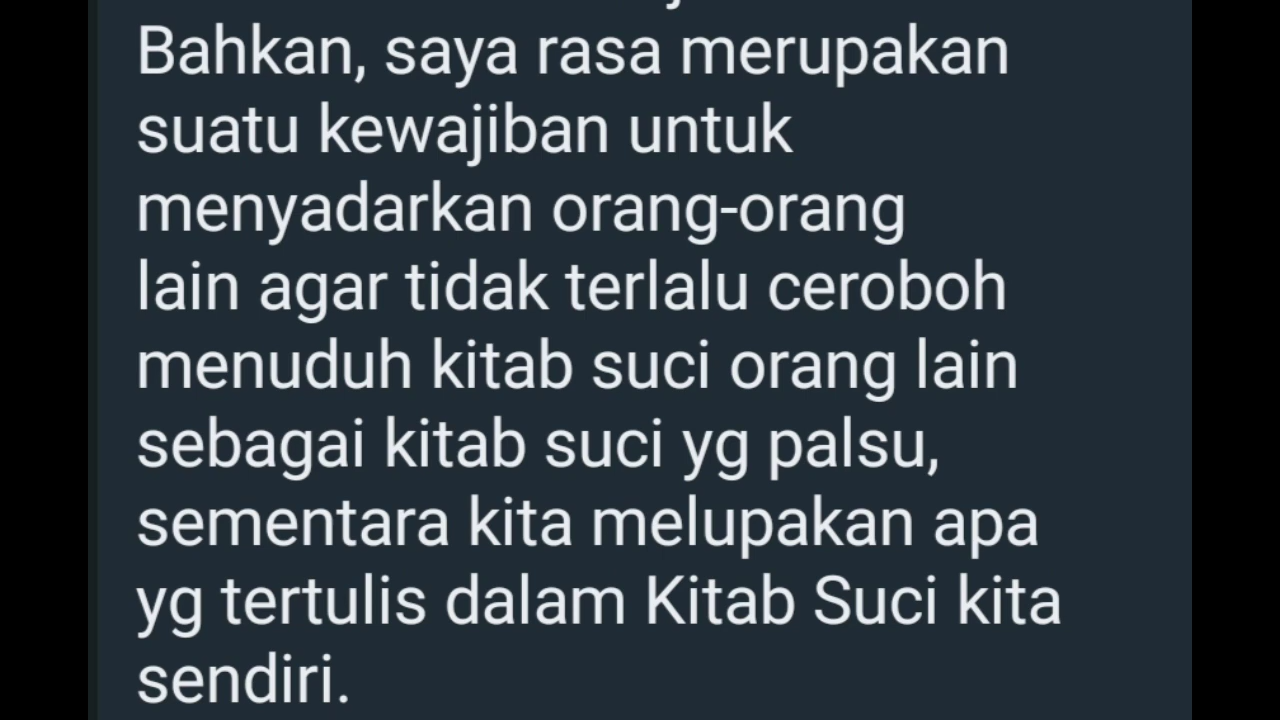 Bahkan, saya rasa merupakan
suatu kewajiban untuk
menyadarkan orang-orang
lain agar tidak terlalu ceroboh
menuduh kitab suci orang lain
sebagai kitab suci yg palsu,
sementara kita melupakan apa
yg tertulis dalam Kitab Suci kita
sendiri.